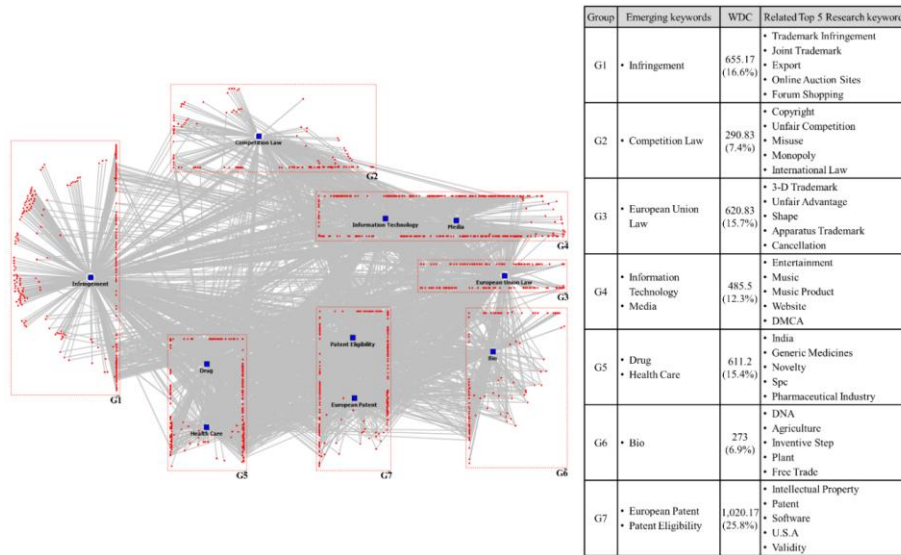 Competition Law
G2
Information Technology
Media
G4
Infringement
European Union Law
G3
Patent Eligibility
Bio
Drug
European Patent
Health Care
G1
G5
G7
G6
Group Emerging keywords WDC Related Top 5 Research keyword
G1 • Infringement 655.17 (16.6%)
• Trademark Infringement
• Joint Trademark
• Export
• Online Auction Sites
• Forum Shopping
G2 • Competition Law 290.83 (7.4%)
• Copyright
• Unfair Competition
• Misuse
• Monopoly
• International Law
G3 • European Union Law 620.83 (15.7%)
• 3-D Trademark
• Unfair Advantage
• Shape
• Apparatus Trademark
• Cancellation
G4 • Information Technology • Media 485.5 (12.3%)
• Entertainment
• Music
• Music Product
• Website
• DMCA
G5 • Drug • Health Care 611.2 (15.4%)
• India
• Generic Medicines
• Novelty
• Spc
• Pharmaceutical Industry
G6 • Bio 273 (6.9%)
• DNA
• Agriculture
• Inventive Step
• Plant
• Free Trade
G7 • European Patent • Patent Eligibility 1,020.17 (25.8%)
• Intellectual Property
• Patent
• Software
• U.S.A
• Validity